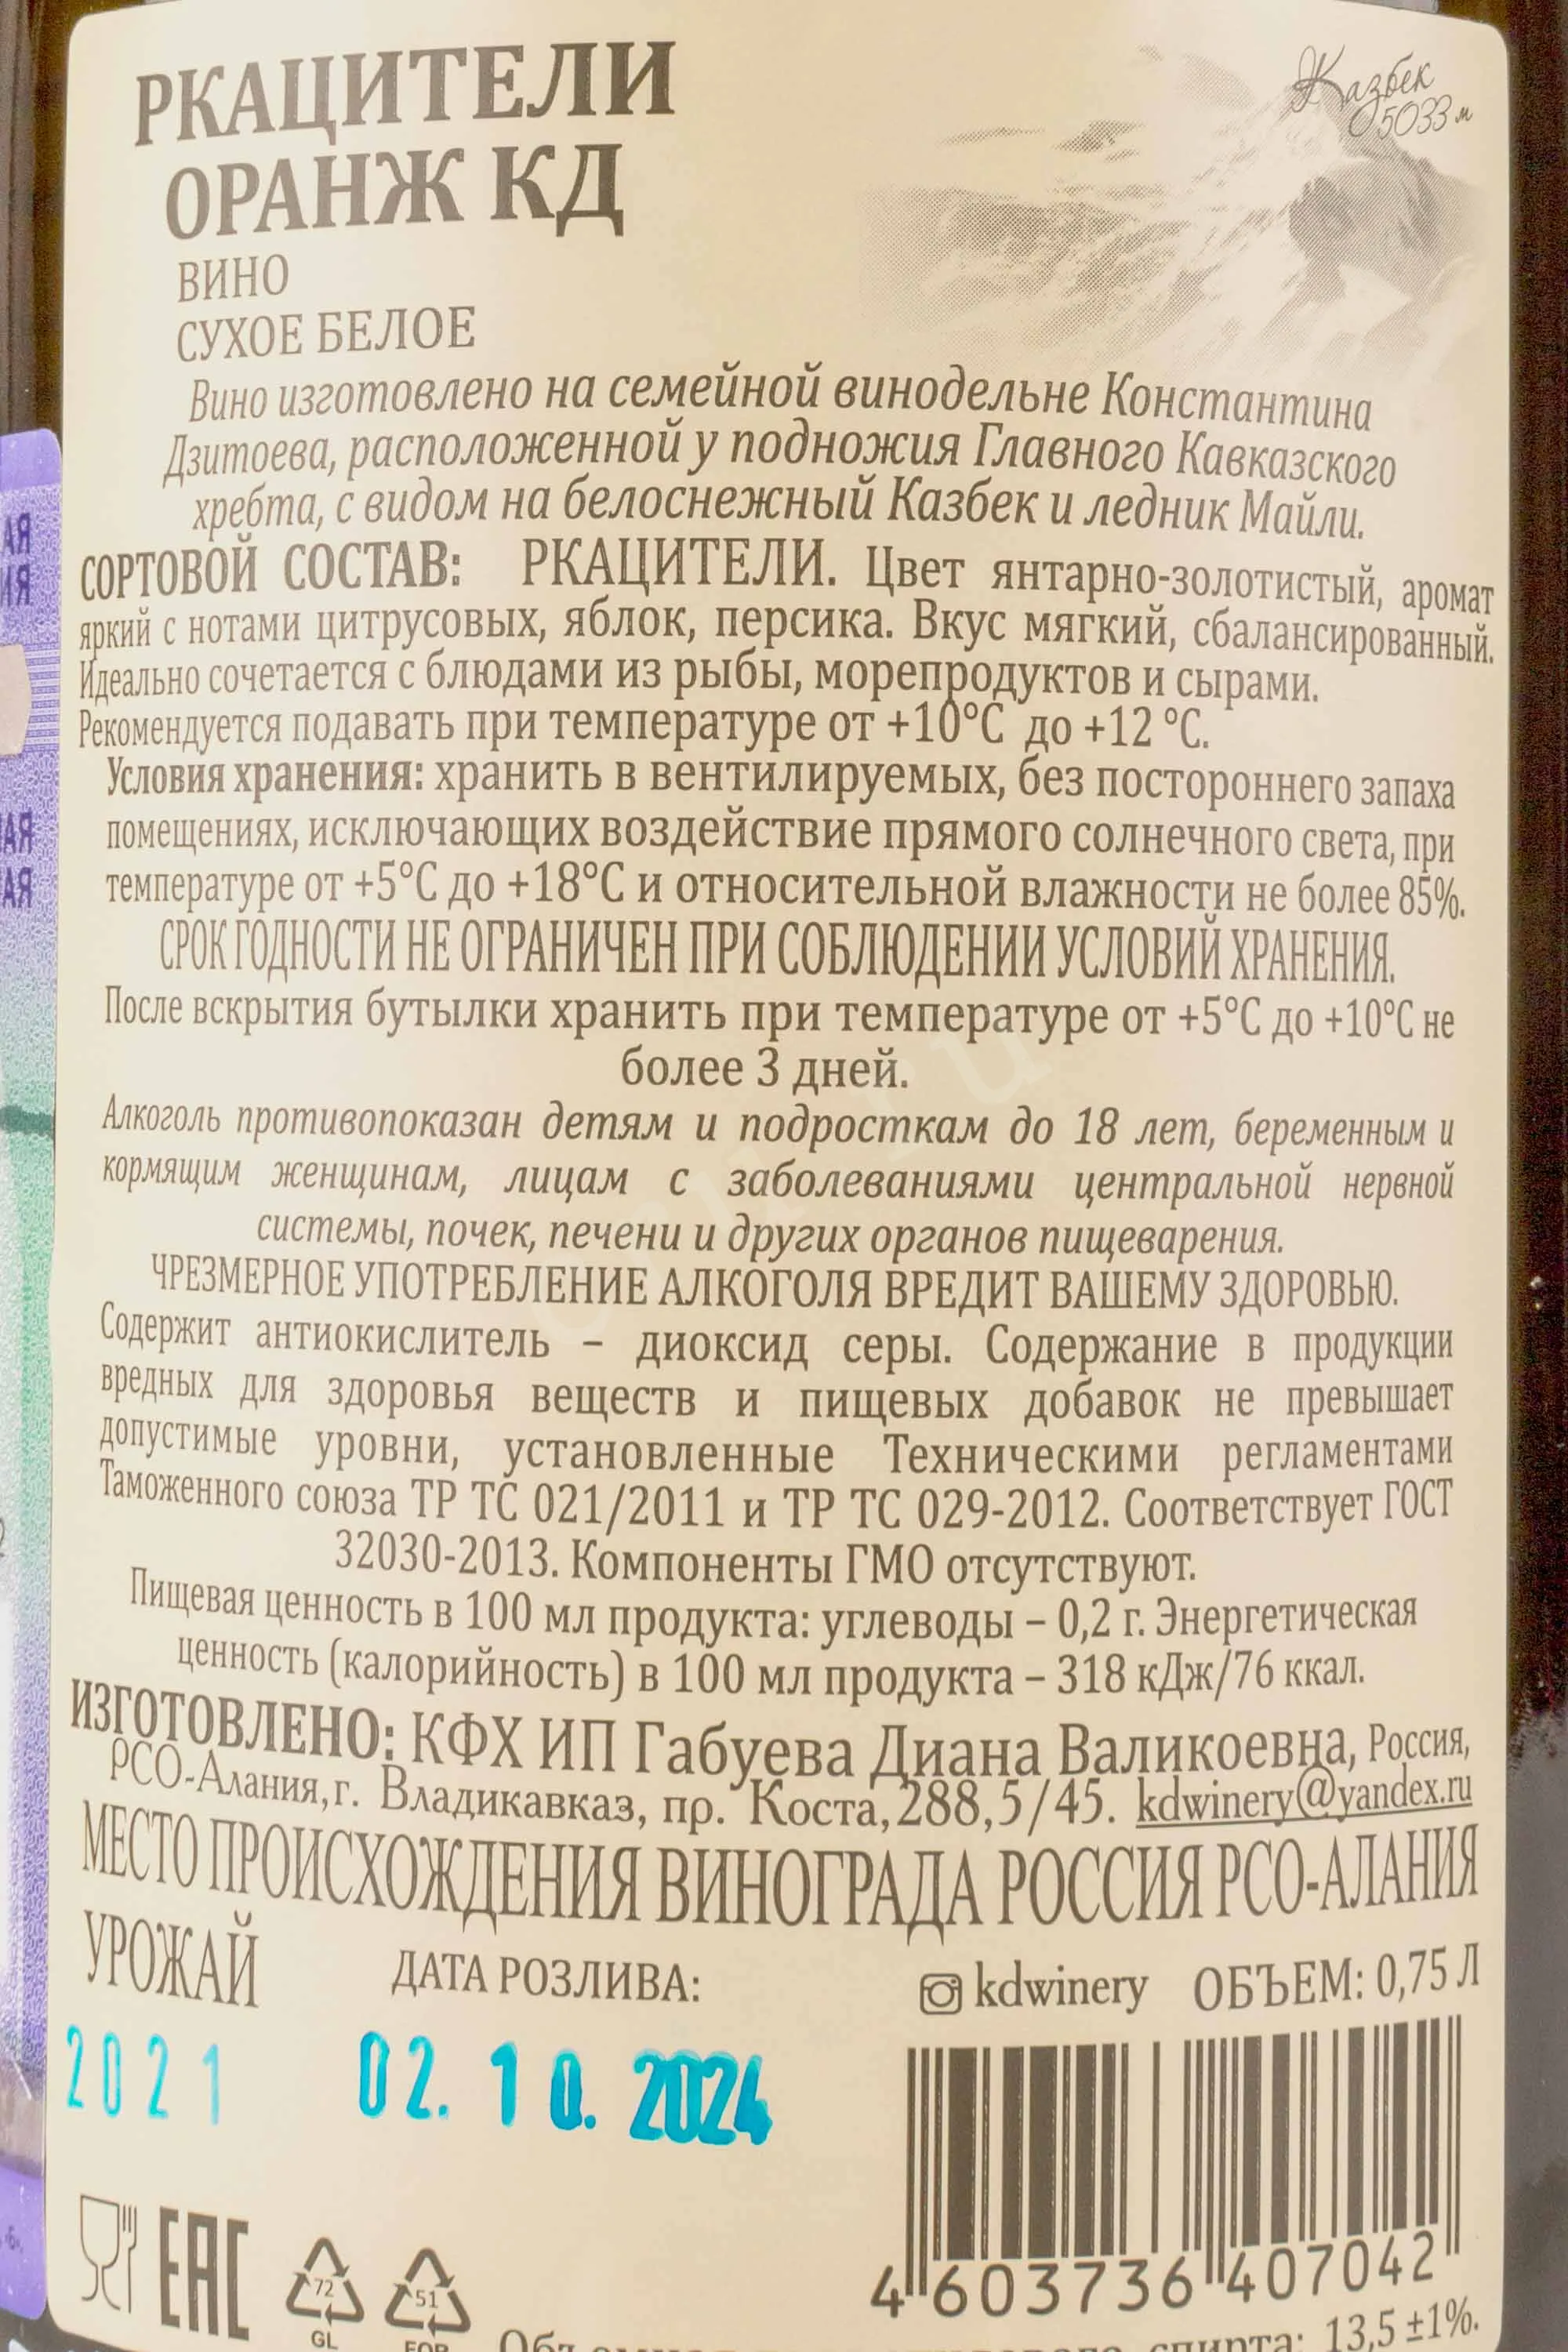 Казбек
5033 м
РКАЦИТЕЛИ
ОРАНЖ КД
ВИНО
СУХОЕ БЕЛОЕ
Вино изготовлено на семейной винодельне Константина
Дзитоева, расположенной у подножия Главного Кавказского
хребта, с видом на белоснежный Казбек и ледник Майли.
СОРТОВОЙ СОСТАВ: РКАЦИТЕЛИ. Цвет янтарно-золотистый, аромат
яркий с нотами цитрусовых, яблок, персика. Вкус мягкий, сбалансированный.
Идеально сочетается с блюдами из рыбы, морепродуктов и сырами.
Рекомендуется подавать при температуре от +10°С до +12 °С.
Условия хранения: хранить в вентилируемых, без постороннего запаха
помещениях, исключающих воздействие прямого солнечного света, при
температуре от +5°С до +18°С и относительной влажности не более 85%.
СРОК ГОДНОСТИ НЕ ОГРАНИЧЕН ПРИ СОБЛЮДЕНИИ УСЛОВИЙ ХРАНЕНИЯ.
После вскрытия бутылки хранить при температуре от +5°С до +10°С не
более 3 дней.
Алкоголь противопоказан детям и подросткам до 18 лет, беременным и
кормящим женщинам, лицам с заболеваниями центральной нервной
системы, почек, печени и других органов пищеварения.
ЧРЕЗМЕРНОЕ УПОТРЕБЛЕНИЕ АЛКОГОЛЯ ВРЕДИТ ВАШЕМУ ЗДОРОВЬЮ.
Содержит антиокислитель – диоксид серы. Содержание в продукции
вредных для здоровья веществ и пищевых добавок не превышает
допустимые уровни, установленные Техническими регламентами
Таможенного союза ТР ТС 021/2011 и ТР ТС 029-2012. Соответствует ГОСТ
32030-2013. Компоненты ГМО отсутствуют.
Пищевая ценность в 100 мл продукта: углеводы – 0,2 г. Энергетическая
ценность (калорийность) в 100 мл продукта – 318 кДж/76 ккал.
ИЗГОТОВЛЕНО: КФХ ИП Габуева Диана Валикоевна, Россия,
РСО-Алания, г. Владикавказ, пр. Коста, 288,5/45. kdwinery@yandex.ru
МЕСТО ПРОИСХОЖДЕНИЯ ВИНОГРАДА РОССИЯ РСО-АЛАНИЯ
УРОЖАЙ ДАТА РОЗЛИВА: kdwinery ОБЪЕМ: 0,75 Л
2021 02.10.2024
4 603736 407042
EAC
72
GL
51
спирта: 13,5 ±1%.